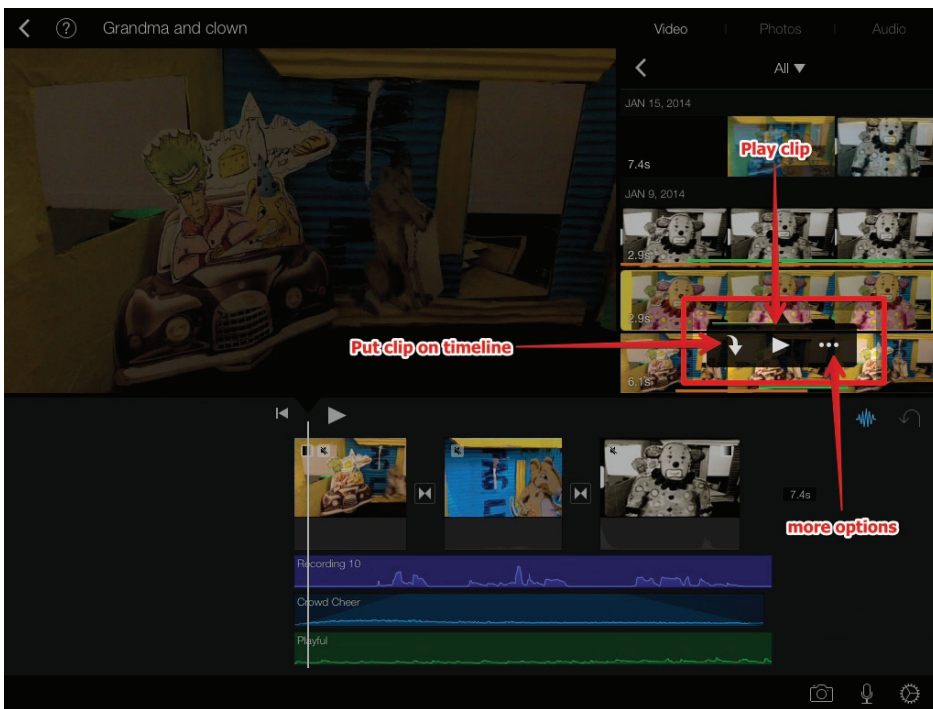 ? Grandma and clown
Video | Photos | Audio
All ▼
JAN 15, 2014
7.4s
Play clip
JAN 9, 2014
2.9s
2.9s
Put clip on timeline
6.1s
7.4s
more options
Recording 10
Crowd Cheer
Playful